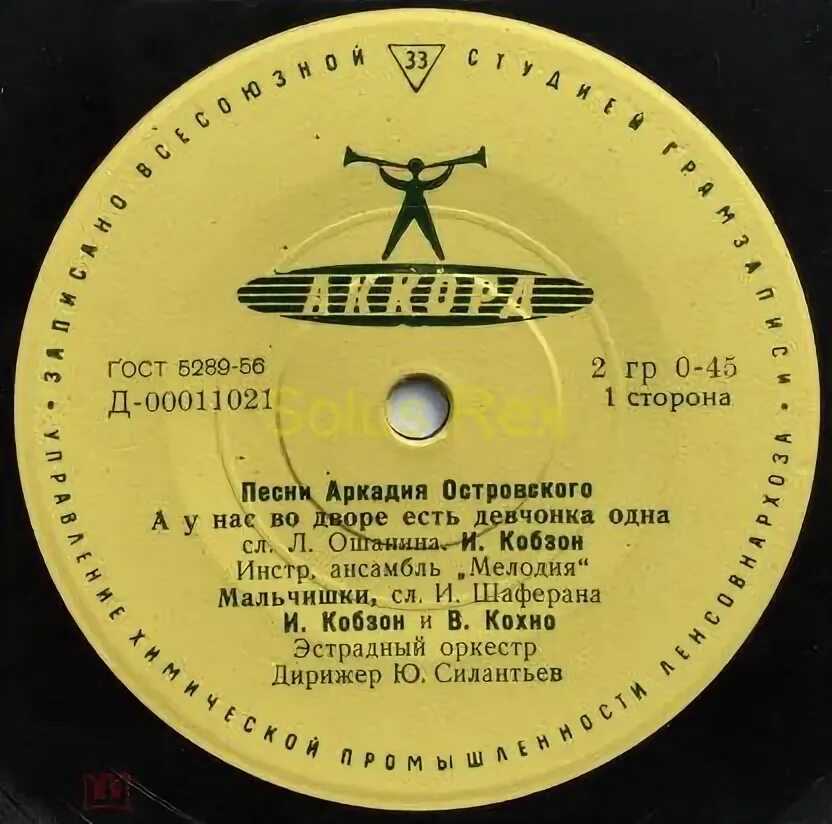 ЗАПИСАНО ВСЕСОЮЗНОЙ 33 СТУДИЕЙ ГРАМЗАПИСИ
АККОРД
ГОСТ 5289-56
Д-00011021
2 гр 0-45
1 сторона
Solus Rex
Песни Аркадия Островского
А у нас во дворе есть девчонка одна
сл. Л. Ошанина. И. Кобзон
Инстр. ансамбль „Мелодия“
Мальчишки, сл. И. Шаферана
И. Кобзон и В. Кохно
Эстрадный оркестр
Дирижер Ю. Силантьев
УПРАВЛЕНИЕ ХИМИЧЕСКОЙ ПРОМЫШЛЕННОСТИ ЛЕНСОВНАРХОЗА